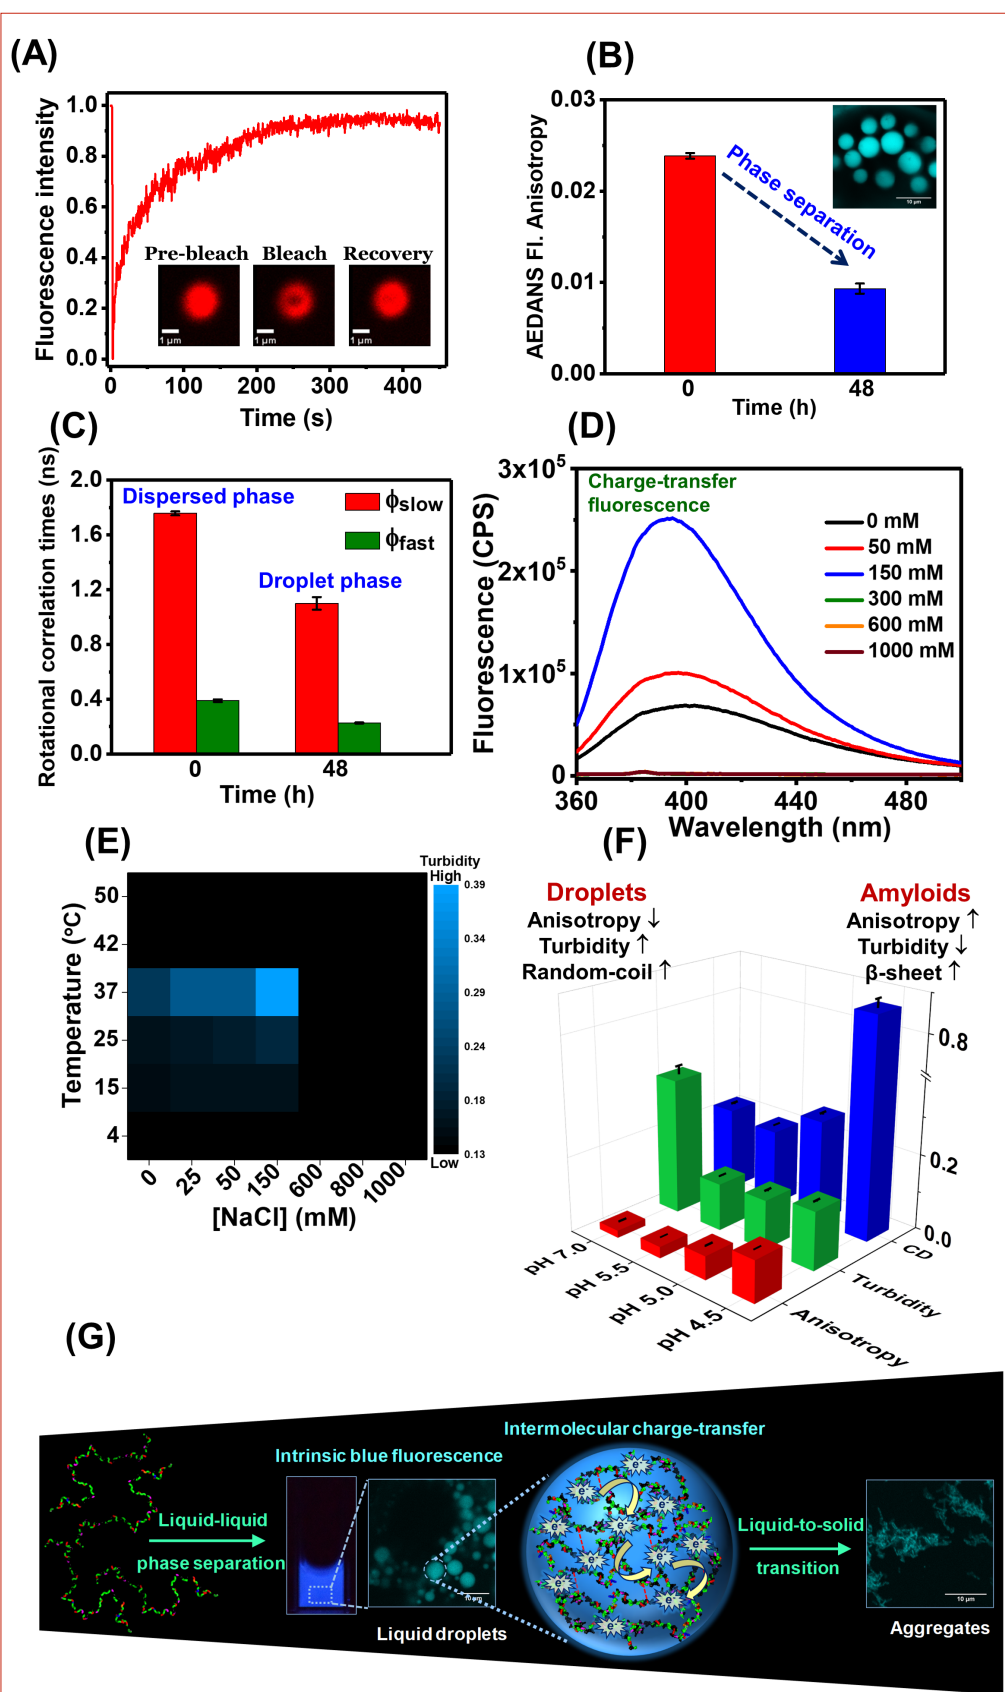 (A)
Fluorescence intensity
1.0
0.8
0.6
0.4
0.2
0.0
Pre-bleach Bleach Recovery
1 µm 1 µm 1 µm
0 100 200 300 400
Time (s)
(B)
AEDANS Fl. Anisotropy
0.03
0.02
0.01
0.00
Phase separation
10 µm
0 48
Time (h)
(C)
Rotational correlation times (ns)
2.0
1.6
1.2
0.8
0.4
0.0
Dispersed phase
ϕslow
ϕfast
Droplet phase
0 48
Time (h)
(D)
Fluorescence (CPS)
3x10⁵
2x10⁵
1x10⁵
0
Charge-transfer
fluorescence
0 mM
50 mM
150 mM
300 mM
600 mM
1000 mM
360 400 440 480
Wavelength (nm)
(E)
Temperature (°C)
50
42
37
25
15
4
0 25 50 150 600 800 1000
[NaCl] (mM)
Turbidity
High
0.39
0.34
0.29
0.24
0.18
0.13
Low
(F)
Droplets
Anisotropy ↓
Turbidity ↑
Random-coil ↑
Amyloids
Anisotropy ↑
Turbidity ↓
β-sheet ↑
0.8
0.2
0.0
pH 7.0
pH 5.5
pH 5.0
pH 4.5
CD
Turbidity
Anisotropy
(G)
Liquid-liquid
phase separation
Intrinsic blue fluorescence
10 µm
Liquid droplets
Intermolecular charge-transfer
e⁻
e⁻
e⁻
e⁻
e⁻
e⁻
e⁻
e⁻
e⁻
e⁻
Liquid-to-solid
transition
10 µm
Aggregates